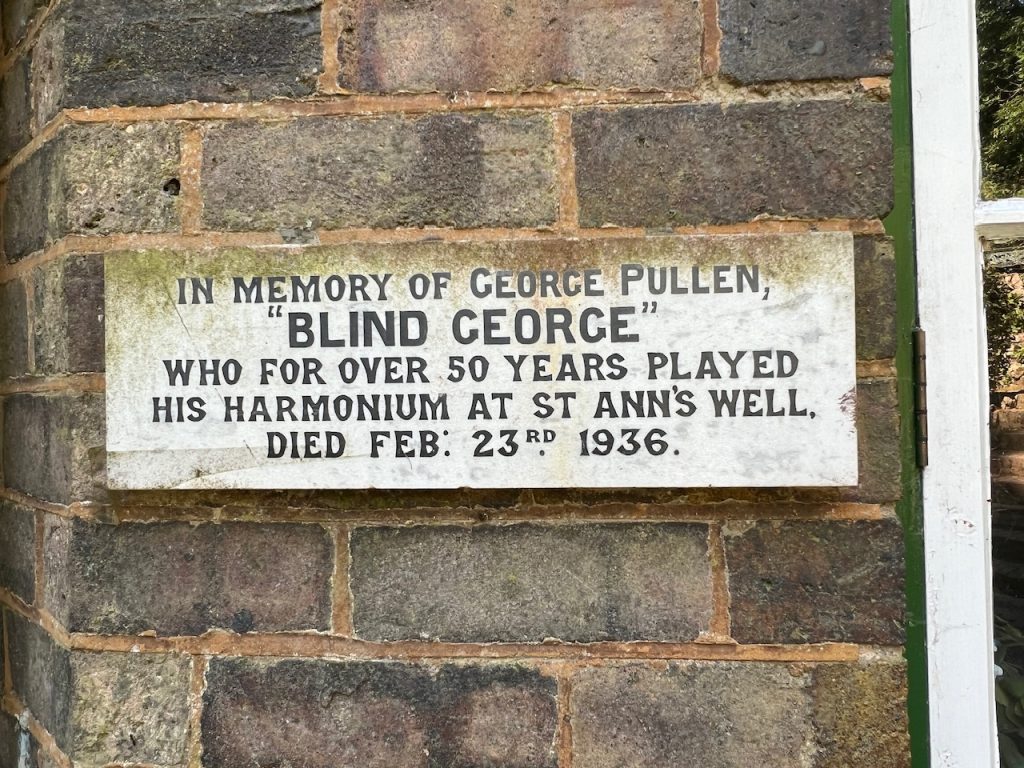 IN MEMORY OF GEORGE PULLEN,
"BLIND GEORGE"
WHO FOR OVER 50 YEARS PLAYED
HIS HARMONIUM AT ST ANN'S WELL,
DIED FEB: 23RD. 1936.